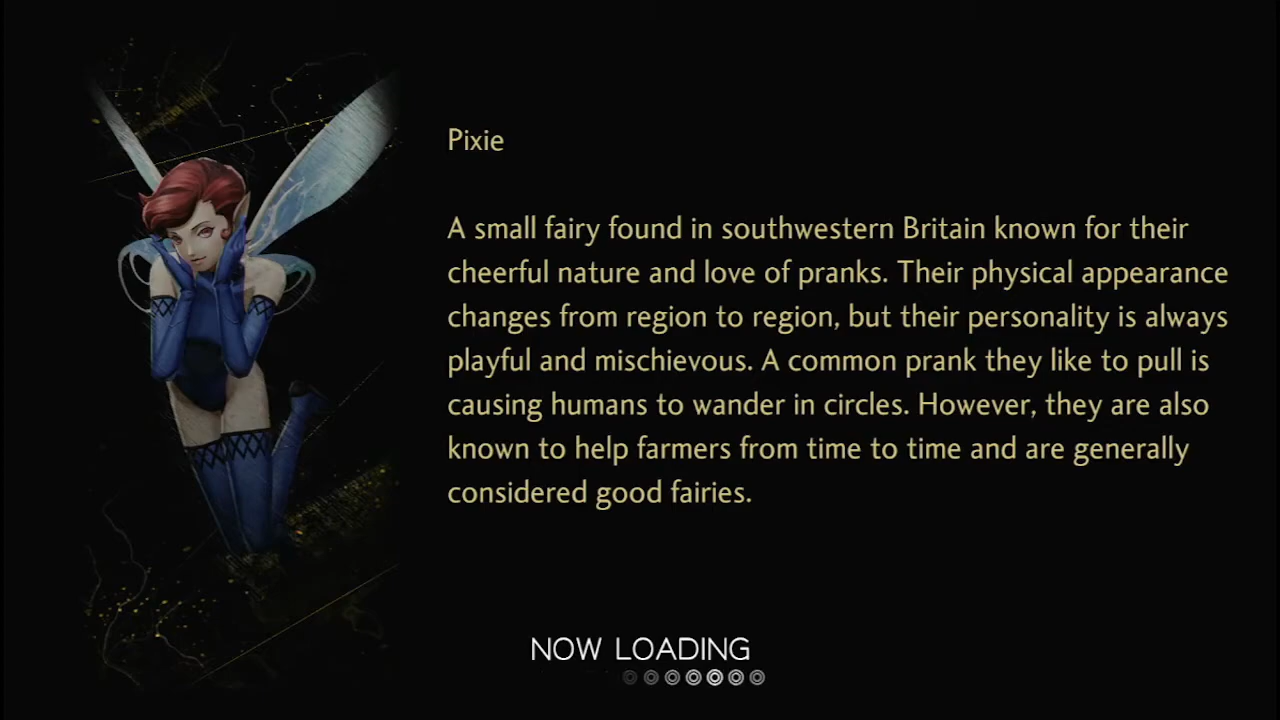 Pixie
A small fairy found in southwestern Britain known for their
cheerful nature and love of pranks. Their physical appearance
changes from region to region, but their personality is always
playful and mischievous. A common prank they like to pull is
causing humans to wander in circles. However, they are also
known to help farmers from time to time and are generally
considered good fairies.
NOW LOADING